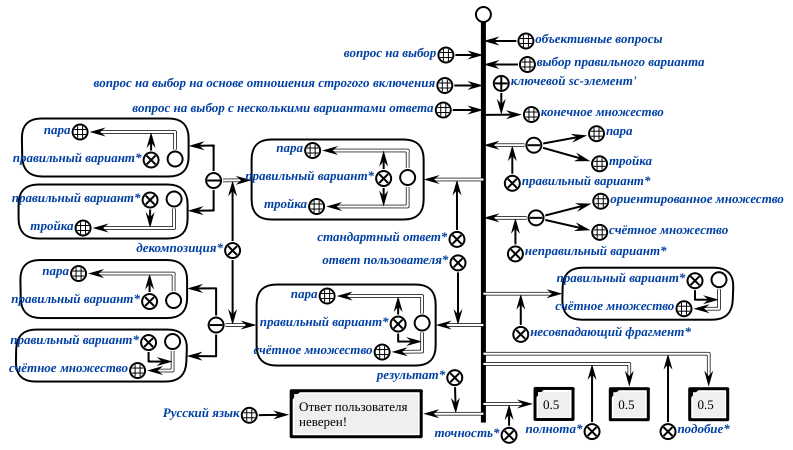 объективные вопросы
вопрос на выбор
выбор правильного варианта
вопрос на выбор на основе отношения строгого включения
ключевой sc-элемент'
вопрос на выбор с несколькими вариантами ответа
конечное множество
пара
правильный вариант*
пара
правильный вариант*
тройка
пара
тройка
правильный вариант*
правильный вариант*
тройка
ориентированное множество
счётное множество
неправильный вариант*
стандартный ответ*
декомпозиция*
ответ пользователя*
пара
правильный вариант*
пара
правильный вариант*
счётное множество
правильный вариант*
счётное множество
несовпадающий фрагмент*
правильный вариант*
счётное множество
результат*
Русский язык
Ответ пользователя
неверен!
0.5
0.5
0.5
точность*
полнота*
подобие*